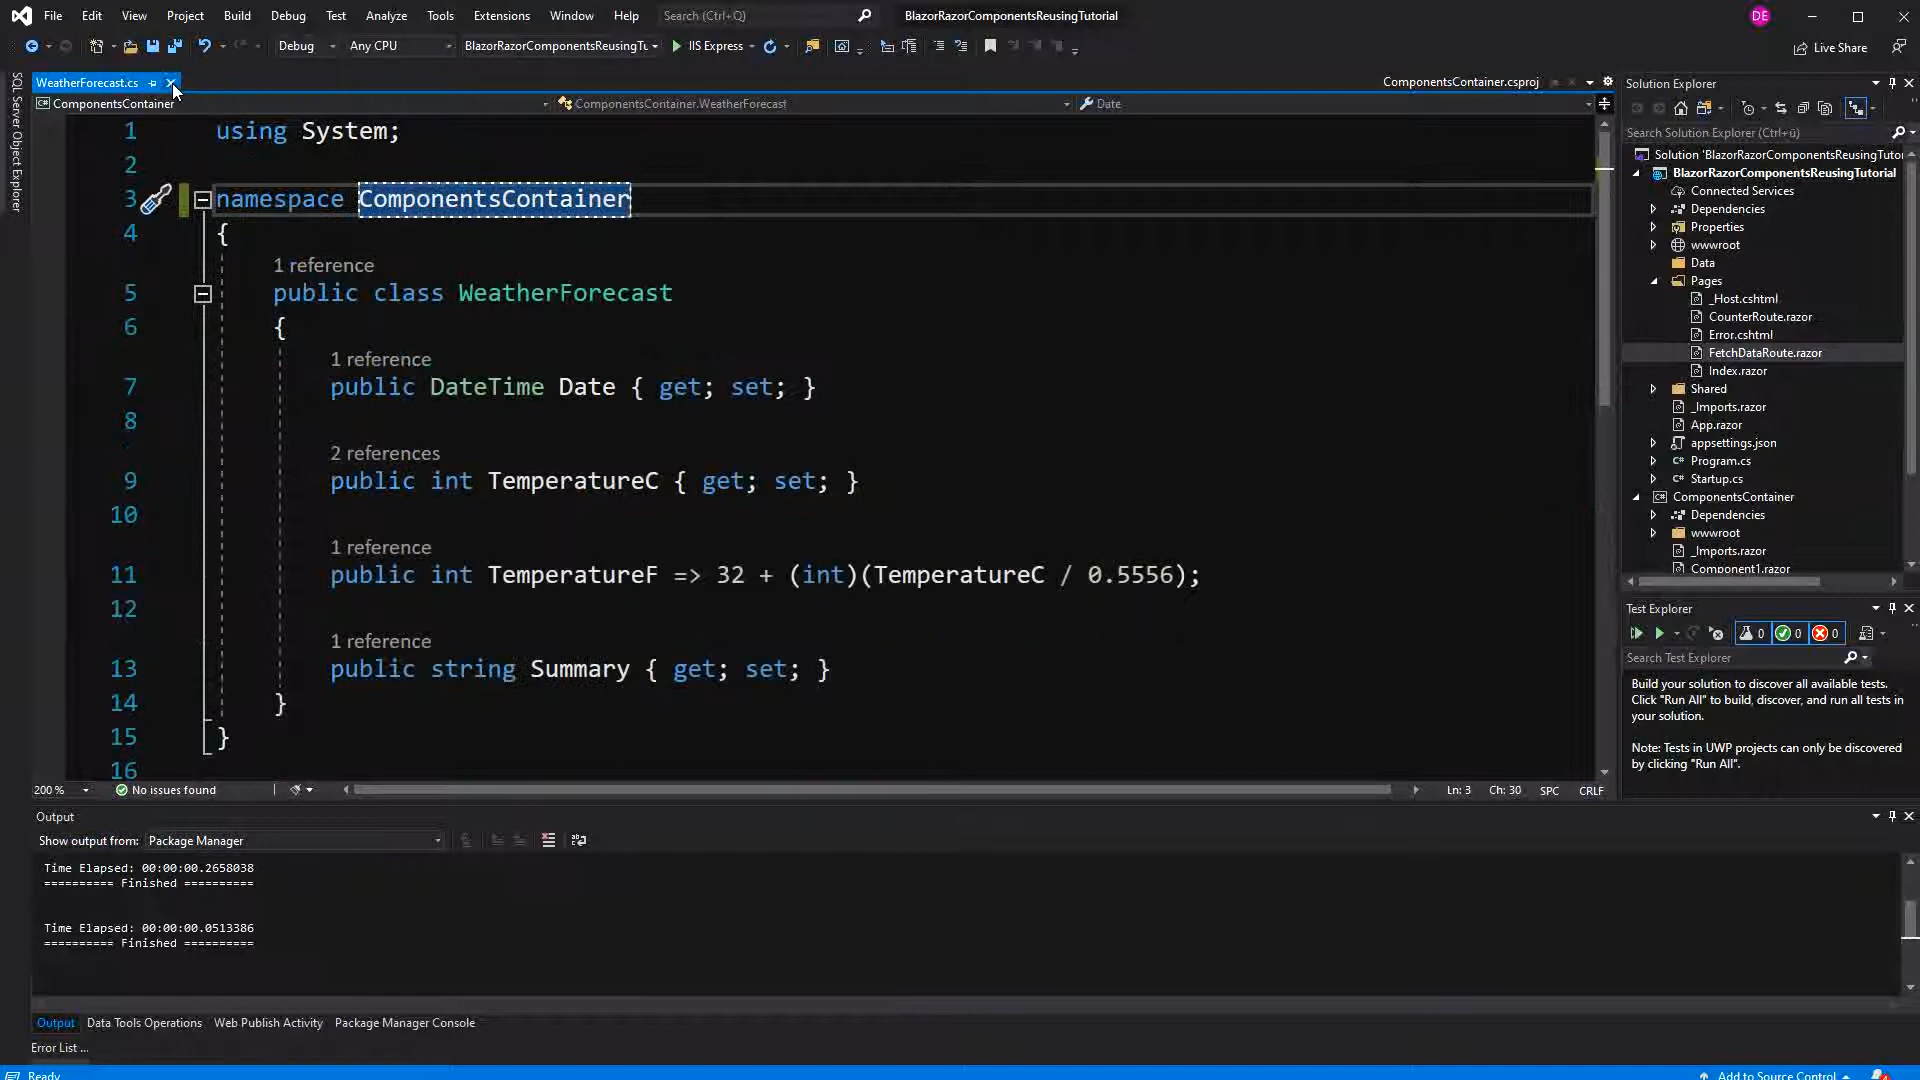 File Edit View Project Build Debug Test Analyze Tools Extensions Window Help Search (Ctrl+Q) BlazorRazorComponentsReusingTutorial DE
Debug Any CPU BlazorRazorComponentsReusingTu IIS Express Live Share
SQL Server Object Explorer
WeatherForecast.cs ComponentsContainer.csproj
ComponentsContainer ComponentsContainer.WeatherForecast Date
1 using System;
2
3 namespace ComponentsContainer
4 {
1 reference
5 public class WeatherForecast
6 {
1 reference
7 public DateTime Date { get; set; }
8
2 references
9 public int TemperatureC { get; set; }
10
1 reference
11 public int TemperatureF => 32 + (int)(TemperatureC / 0.5556);
12
1 reference
13 public string Summary { get; set; }
14 }
15 }
16
200 % No issues found Ln: 3 Ch: 30 SPC CRLF
Solution Explorer
Search Solution Explorer (Ctrl+ü)
Solution 'BlazorRazorComponentsReusingTutor
BlazorRazorComponentsReusingTutorial
Connected Services
Dependencies
Properties
wwwroot
Data
Pages
_Host.cshtml
CounterRoute.razor
Error.cshtml
FetchDataRoute.razor
Index.razor
Shared
_Imports.razor
App.razor
appsettings.json
C# Program.cs
C# Startup.cs
C# ComponentsContainer
Dependencies
wwwroot
_Imports.razor
Component1.razor
Test Explorer
0 0 0
Search Test Explorer
Build your solution to discover all available tests.
Click "Run All" to build, discover, and run all tests in
your solution.
Note: Tests in UWP projects can only be discovered
by clicking "Run All".
Output
Show output from: Package Manager
Time Elapsed: 00:00:00.2658038
========== Finished ==========
Time Elapsed: 00:00:00.0513386
========== Finished ==========
Output Data Tools Operations Web Publish Activity Package Manager Console
Error List ...
Ready Add to Source Control